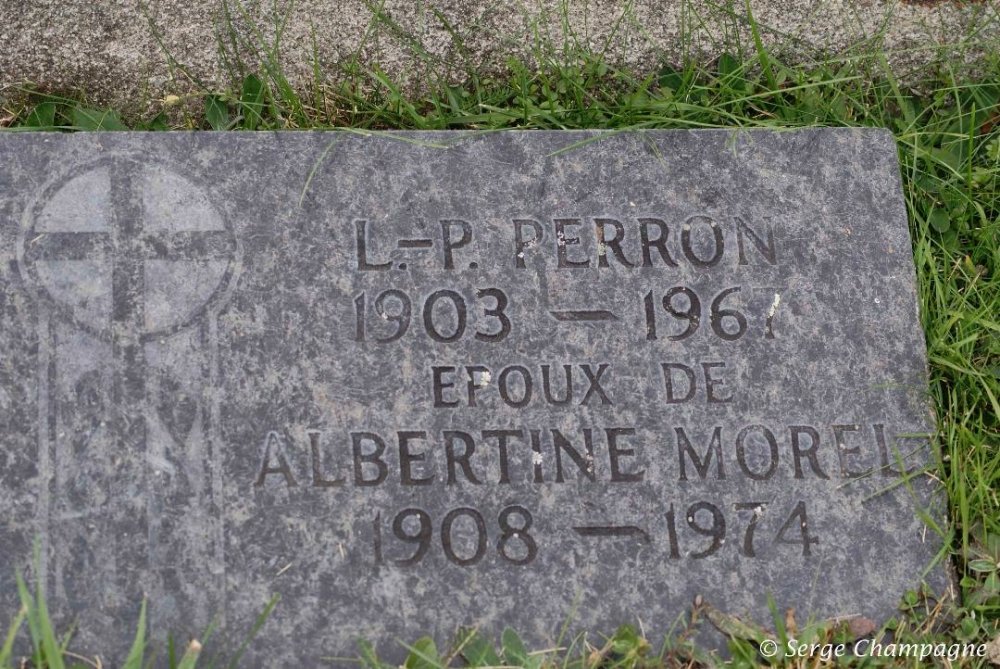 L.-P. PERRON
1903 — 1967
EPOUX DE
ALBERTINE MOREL
1908 — 1974
© Serge Champagne